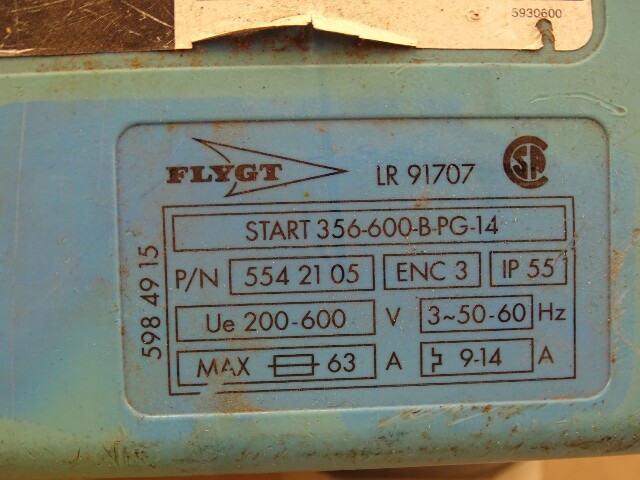 5930600
FLYGT LR 91707 CSA
START 356-600-B-PG-14
P/N 554 21 05 ENC 3 IP 55
Ue 200-600 V 3~50-60 Hz
MAX 63 A 9-14 A
598 49 15